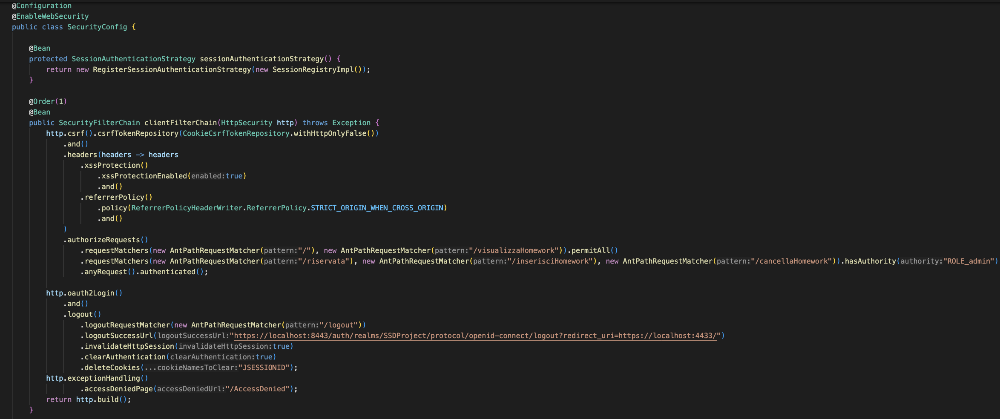 @Configuration
@EnableWebSecurity
public class SecurityConfig {
@Bean
protected SessionAuthenticationStrategy sessionAuthenticationStrategy() {
return new RegisterSessionAuthenticationStrategy(new SessionRegistryImpl());
}
@Order(1)
@Bean
public SecurityFilterChain clientFilterChain(HttpSecurity http) throws Exception {
http.csrf().csrfTokenRepository(CookieCsrfTokenRepository.withHttpOnlyFalse())
.and()
.headers(headers -> headers
.xssProtection()
.xssProtectionEnabled(enabled:true)
.and()
.referrerPolicy()
.policy(ReferrerPolicyHeaderWriter.ReferrerPolicy.STRICT_ORIGIN_WHEN_CROSS_ORIGIN)
.and()
)
.authorizeRequests()
.requestMatchers(new AntPathRequestMatcher(pattern:"/"), new AntPathRequestMatcher(pattern:"/visualizzaHomework")).permitAll()
.requestMatchers(new AntPathRequestMatcher(pattern:"/riservata"), new AntPathRequestMatcher(pattern:"/inserisciHomework"), new AntPathRequestMatcher(pattern:"/cancellaHomework")).hasAuthority(authority:"ROLE_admin")
.anyRequest().authenticated();
http.oauth2Login()
.and()
.logout()
.logoutRequestMatcher(new AntPathRequestMatcher(pattern:"/logout"))
.logoutSuccessUrl(logoutSuccessUrl:"https://localhost:8443/auth/realms/SSDProject/protocol/openid-connect/logout?redirect_uri=https://localhost:4433/")
.invalidateHttpSession(invalidateHttpSession:true)
.clearAuthentication(clearAuthentication:true)
.deleteCookies(...cookieNamesToClear:"JSESSIONID");
http.exceptionHandling()
.accessDeniedPage(accessDeniedUrl:"/AccessDenied");
return http.build();
}